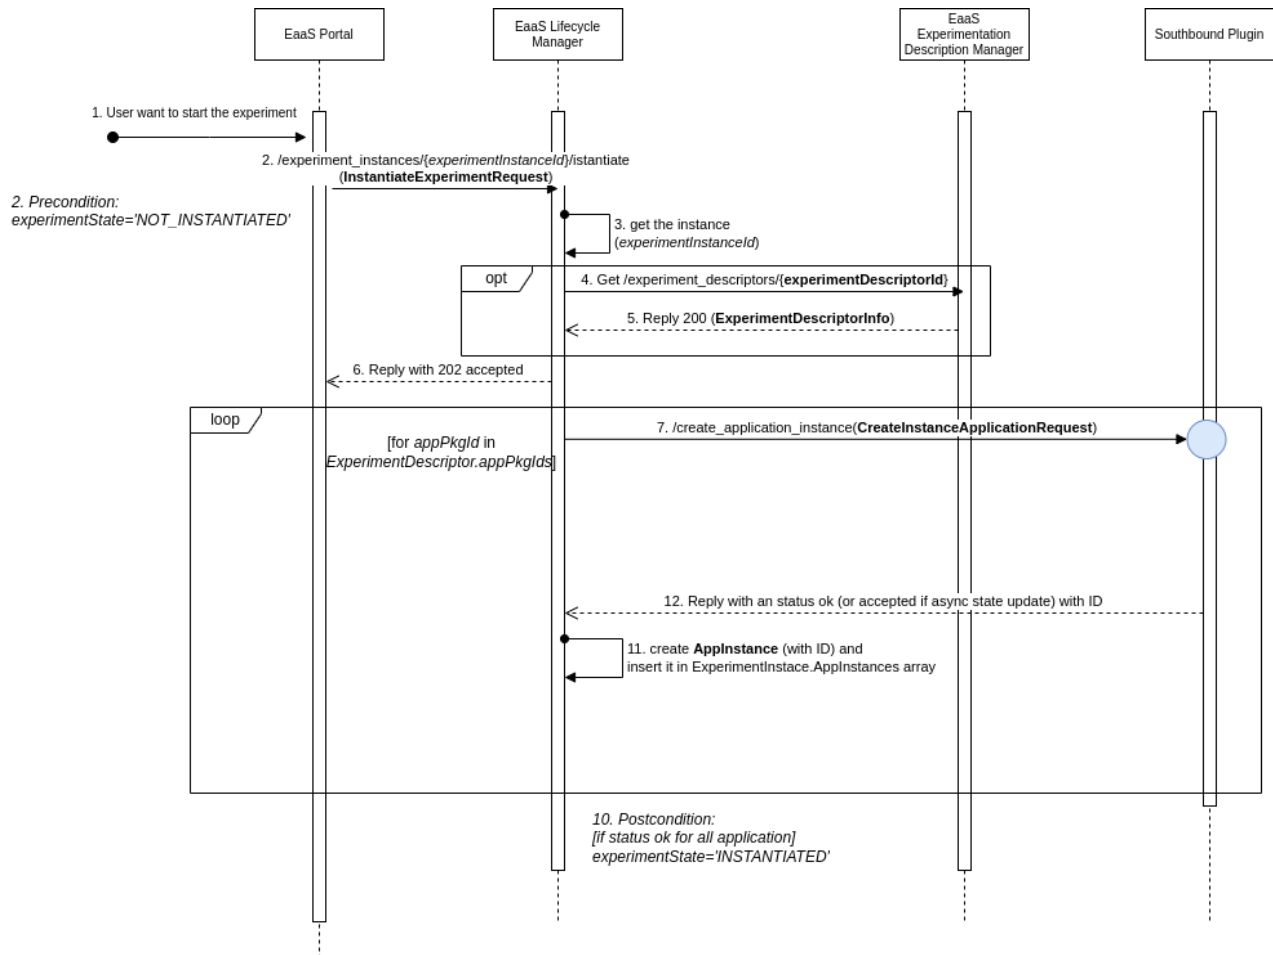 EaaS Portal
EaaS Lifecycle
Manager
EaaS
Experimentation
Description Manager
Southbound Plugin
1. User want to start the experiment
2. /experiment_instances/{experimentInstanceId}/istantiate
(InstantiateExperimentRequest)
2. Precondition:
experimentState='NOT_INSTANTIATED'
3. get the instance
(experimentInstanceId)
opt
4. Get /experiment_descriptors/{experimentDescriptorId}
5. Reply 200 (ExperimentDescriptorInfo)
6. Reply with 202 accepted
loop
[for appPkgId in
ExperimentDescriptor.appPkgIds]
7. /create_application_instance(CreateInstanceApplicationRequest)
12. Reply with an status ok (or accepted if async state update) with ID
11. create AppInstance (with ID) and
insert it in ExperimentInstace.AppInstances array
10. Postcondition:
[if status ok for all application]
experimentState='INSTANTIATED'